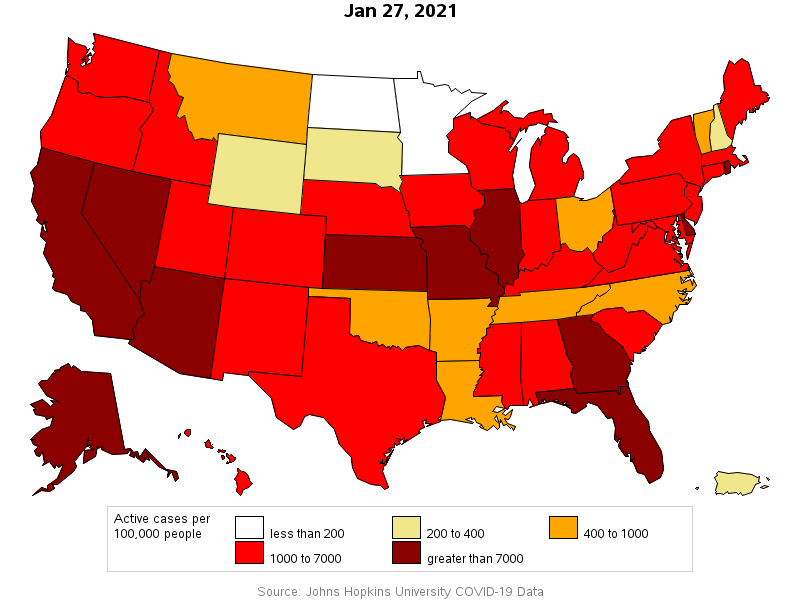 Jan 27, 2021
Active cases per
100,000 people
less than 200
200 to 400
400 to 1000
1000 to 7000
greater than 7000
Source: Johns Hopkins University COVID-19 Data